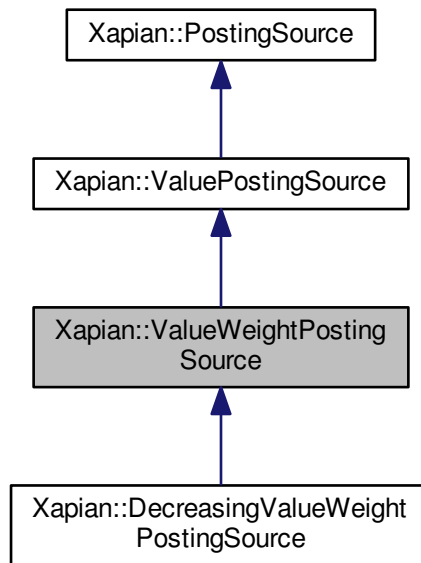 Xapian::PostingSource
Xapian::ValuePostingSource
Xapian::ValueWeightPosting
Source
Xapian::DecreasingValueWeight
PostingSource